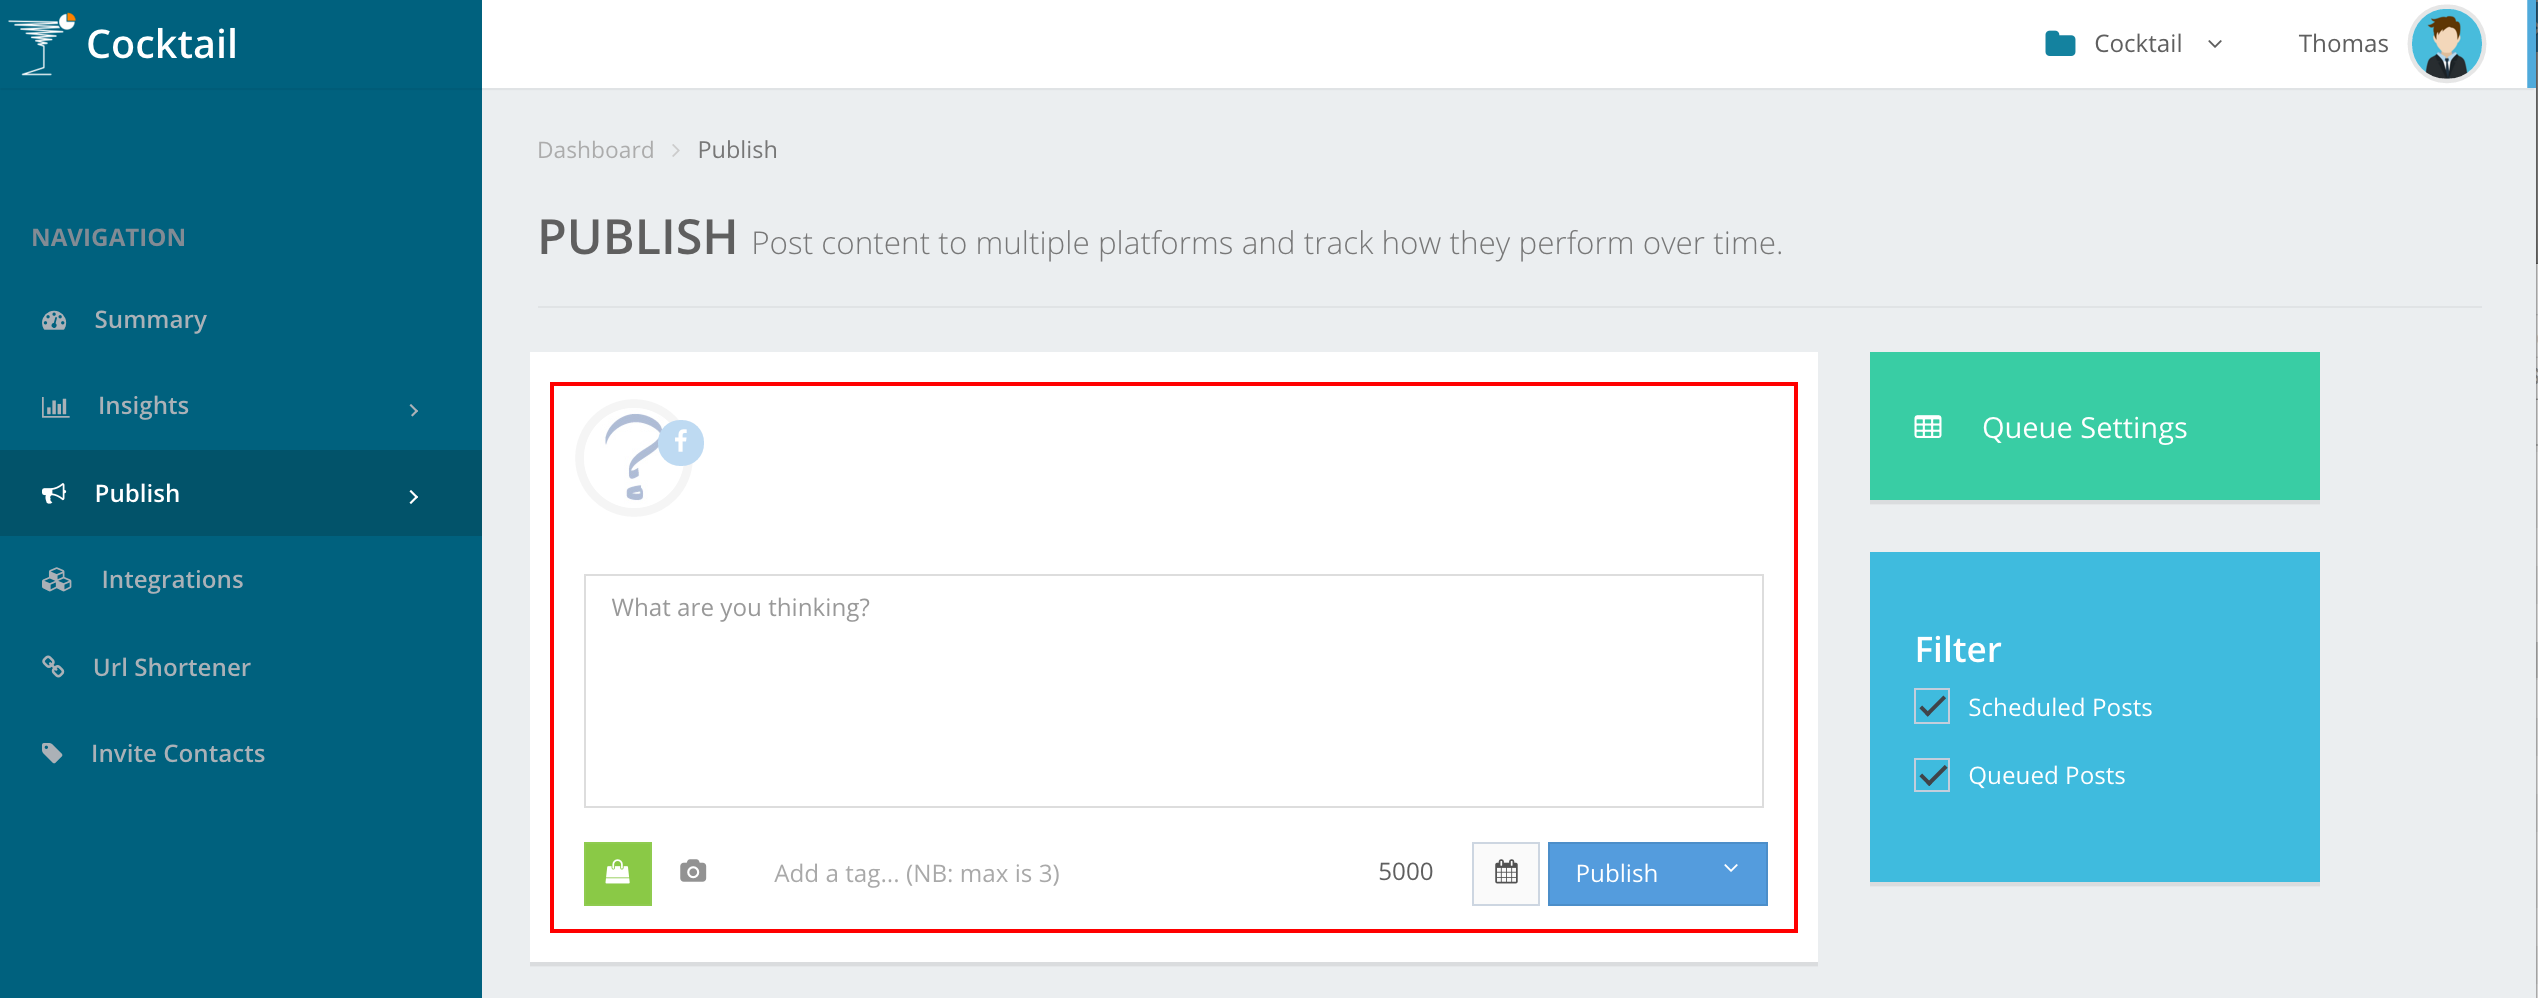 Cocktail
Cocktail
Thomas
Dashboard > Publish
NAVIGATION
Summary
Insights
Publish
Integrations
Url Shortener
Invite Contacts
PUBLISH Post content to multiple platforms and track how they perform over time.
What are you thinking?
Add a tag... (NB: max is 3)
5000
Publish
Queue Settings
Filter
Scheduled Posts
Queued Posts